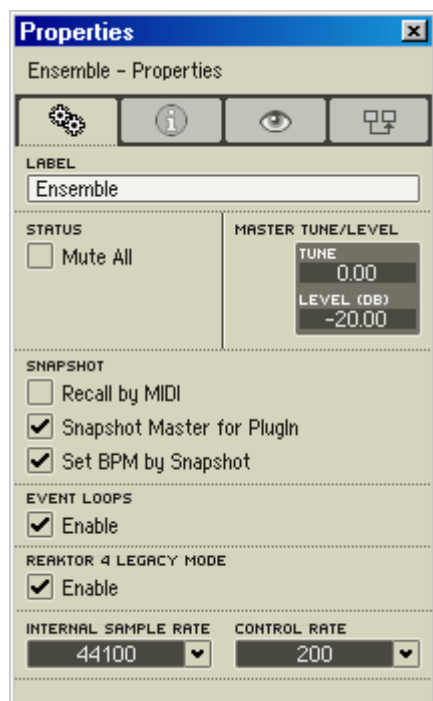 Properties
Ensemble – Properties
LABEL
Ensemble
STATUS
Mute All
MASTER TUNE/LEVEL
TUNE
0.00
LEVEL (DB)
-20.00
SNAPSHOT
Recall by MIDI
Snapshot Master for PlugIn
Set BPM by Snapshot
EVENT LOOPS
Enable
REAKTOR 4 LEGACY MODE
Enable
INTERNAL SAMPLE RATE
44100
CONTROL RATE
200